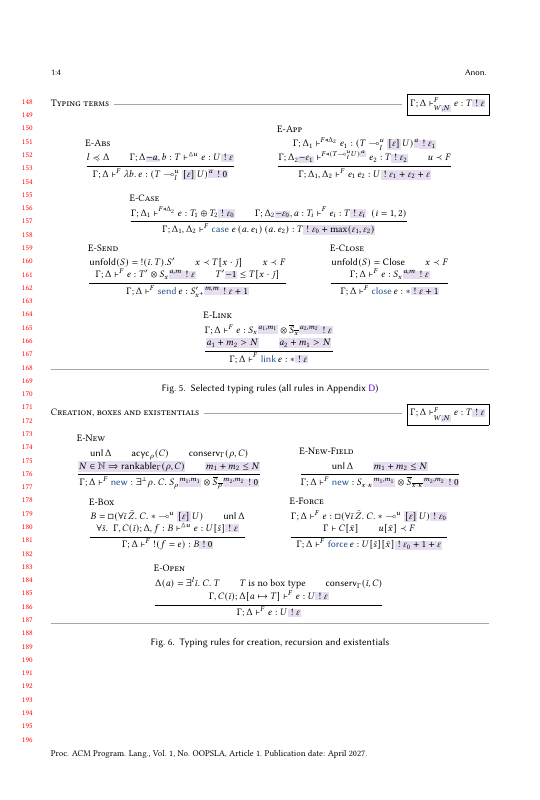 1:4 Anon.
148 TYPING TERMS Γ; Δ ⊢^F_{W;N} e : T ! ε
149
150 E-APP
151 E-ABS Γ; Δ₁ ⊢^{F◂Δ₂} e₁ : (T ⊸^u_l [ε] U)^a ! ε₁
152 l ≼ Δ Γ; Δ−a, b : T ⊢^{Δu} e : U ! ε Γ; Δ₂−ε₁ ⊢^{F◂(T⊸^u_l U)^a} e₂ : T ! ε₂ u ≺ F
153 Γ; Δ ⊢^F λb. e : (T ⊸^u_l [ε] U)^a ! 0 Γ; Δ₁, Δ₂ ⊢^F e₁ e₂ : U ! ε₁ + ε₂ + ε
154
155 E-CASE
156 Γ; Δ₁ ⊢^{F◂Δ₂} e : T₁ ⊕ T₂ ! ε₀ Γ; Δ₂−ε₀, a : Tᵢ ⊢^F eᵢ : Tᵢ ! εᵢ (i = 1, 2)
157
158 Γ; Δ₁, Δ₂ ⊢^F case e (a. e₁) (a. e₂) : T ! ε₀ + max(ε₁, ε₂)
159 E-SEND E-CLOSE
160 unfold(S) = !(ī. T).S′ x ≺ T[x · j] x ≺ F unfold(S) = Close x ≺ F
161 Γ; Δ ⊢^F e : T′ ⊗ S_x^{a,m} ! ε T′−1 ≤ T[x · j] Γ; Δ ⊢^F e : S_x^{a,m} ! ε
162 Γ; Δ ⊢^F send e : S′_{x⁺}^{m,m} ! ε + 1 Γ; Δ ⊢^F close e : ∗ ! ε + 1
163
164 E-LINK
165 Γ; Δ ⊢^F e : S_x^{a₁,m₁} ⊗ S̅_x̅^{a₂,m₂} ! ε
166 a₁ + m₂ > N a₂ + m₁ > N
167 Γ; Δ ⊢^F link e : ∗ ! ε
168
169
170 Fig. 5. Selected typing rules (all rules in Appendix D)
171
172 CREATION, BOXES AND EXISTENTIALS Γ; Δ ⊢^F_{W;N} e : T ! ε
173
174 E-NEW
175 unl Δ acyc_ρ(C) conserv_Γ(ρ, C) E-NEW-FIELD
176 N ∈ ℕ ⇒ rankable_Γ(ρ, C) m₁ + m₂ ≤ N unl Δ m₁ + m₂ ≤ N
177 Γ; Δ ⊢^F new : ∃^⊥ρ. C. S_ρ^{m₁,m₁} ⊗ S̅_ρ̅^{m₂,m₂} ! 0 Γ; Δ ⊢^F new : S_{x·κ}^{m₁,m₁} ⊗ S̅_{x·κ}^{m₂,m₂} ! 0
178 E-BOX E-FORCE
179 B = □(∀ī Z̄. C. ∗ ⊸^u [ε] U) unl Δ Γ; Δ ⊢^F e : □(∀ī Z̄. C. ∗ ⊸^u [ε] U) ! ε₀
180 ∀s̄. Γ, C(ī); Δ, f : B ⊢^{Δu} e : U[s̄] ! ε Γ ⊢ C[x̄] u[x̄] ≺ F
181 Γ; Δ ⊢^F !(f = e) : B ! 0 Γ; Δ ⊢^F force e : U[s̄][x̄] ! ε₀ + 1 + ε
182
183 E-OPEN
184 Δ(a) = ∃^l ī. C. T T is no box type conserv_Γ(ī, C)
185 Γ, C(ī); Δ[a ↦ T] ⊢^F e : U ! ε
186
187 Γ; Δ ⊢^F e : U ! ε
188
189 Fig. 6. Typing rules for creation, recursion and existentials
190
191
192
193
194
195
196
Proc. ACM Program. Lang., Vol. 1, No. OOPSLA, Article 1. Publication date: April 2027.